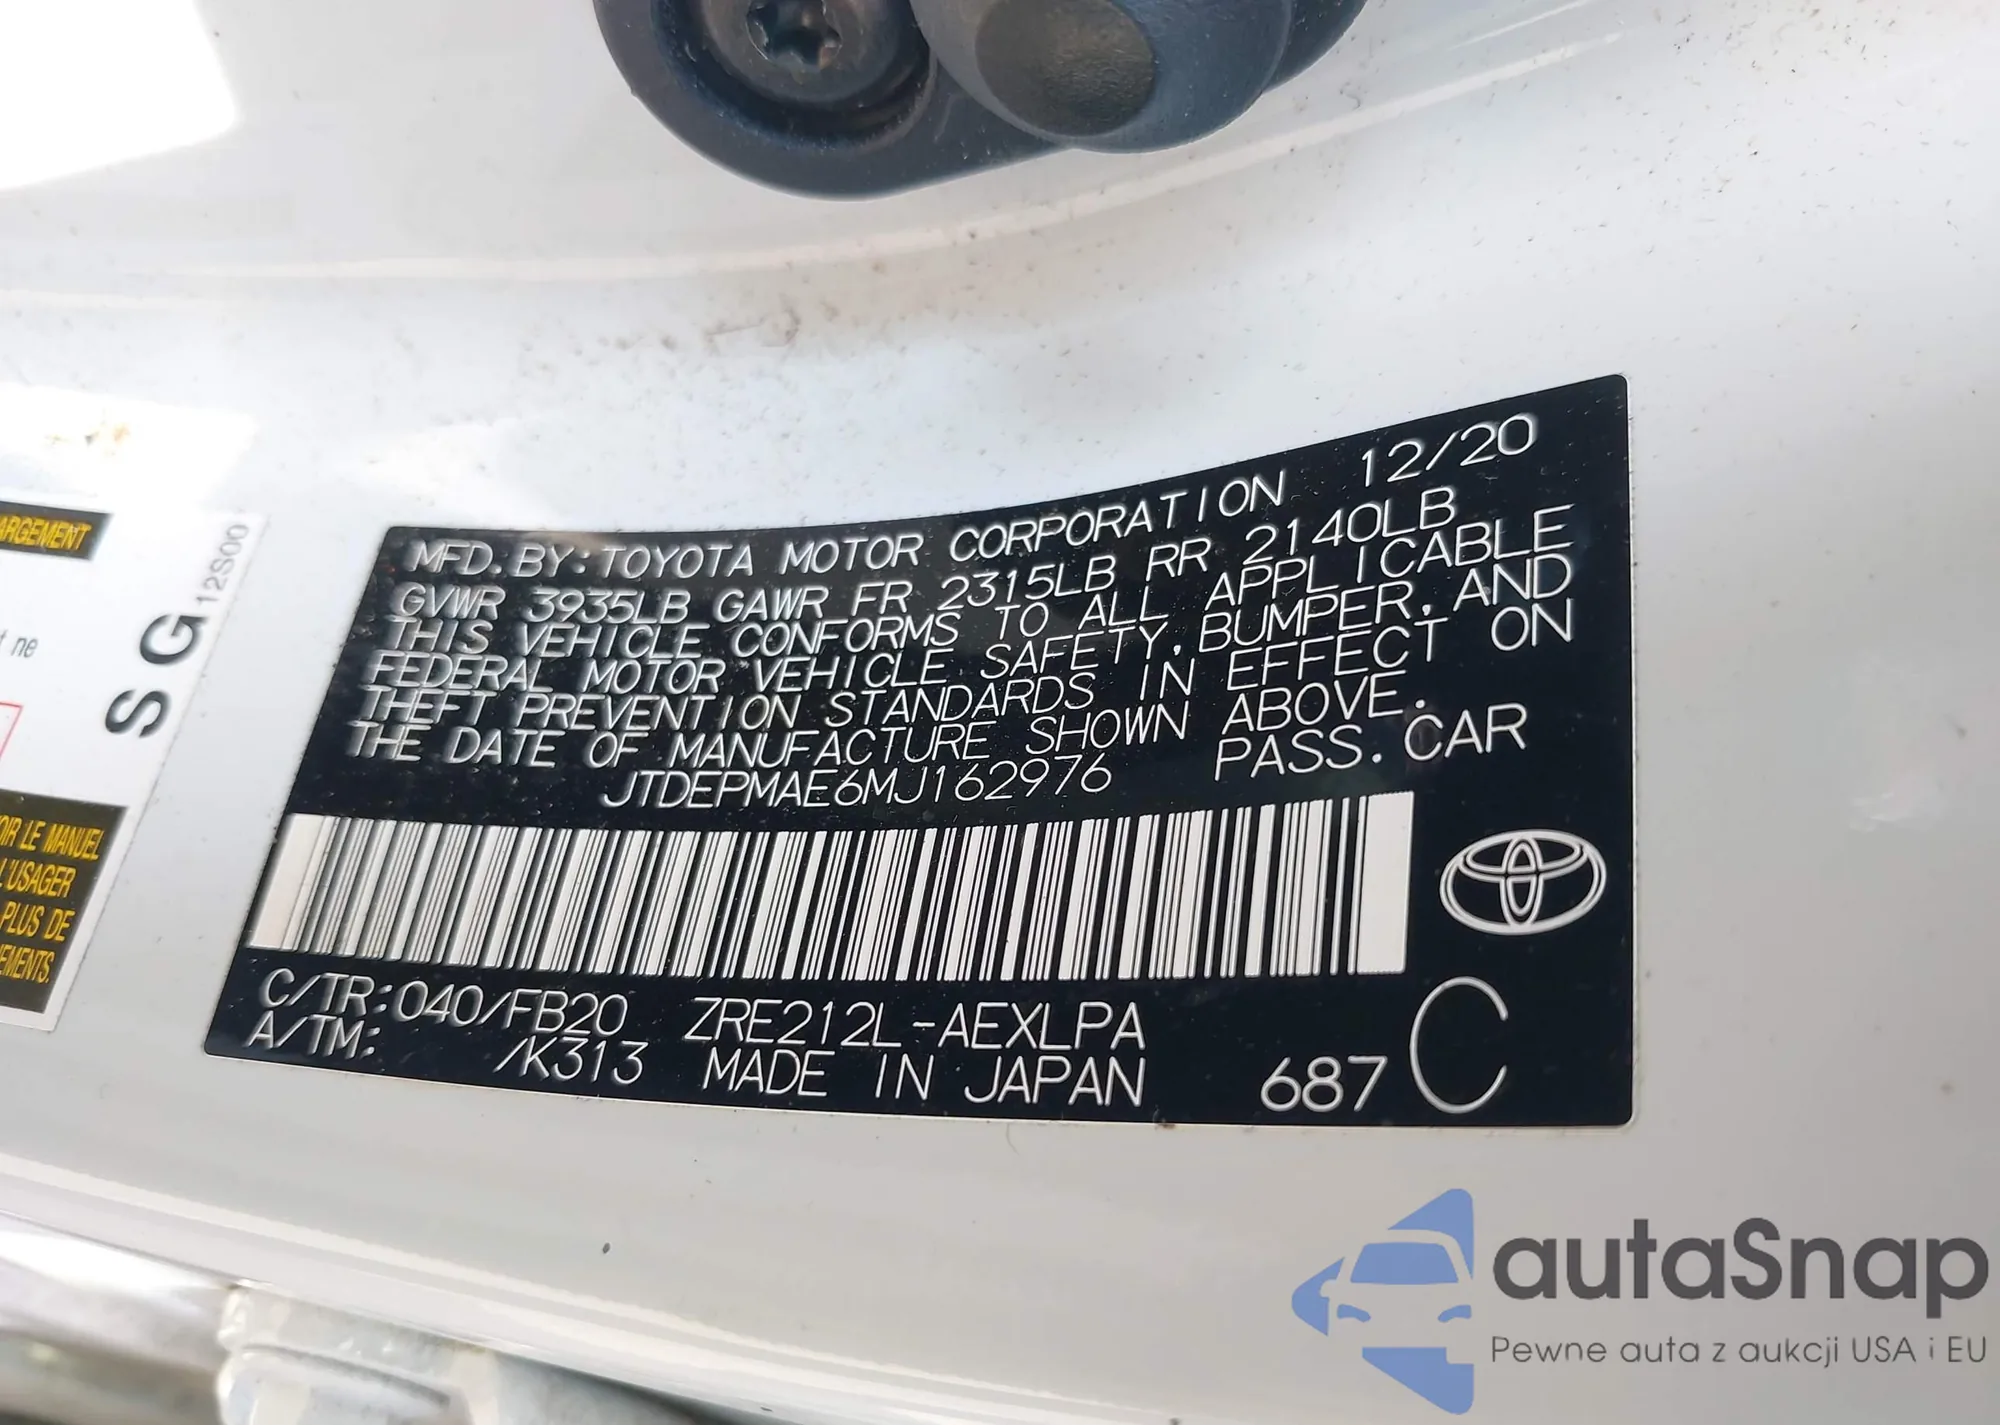 MFD. BY: TOYOTA MOTOR CORPORATION 12/20
GVWR 3935LB GAWR FR 2315LB RR 2140LB
THIS VEHICLE CONFORMS TO ALL APPLICABLE
FEDERAL MOTOR VEHICLE SAFETY, BUMPER, AND
THEFT PREVENTION STANDARDS IN EFFECT ON
THE DATE OF MANUFACTURE SHOWN ABOVE.
JTDEPMAE6MJ162976 PASS. CAR
C/TR: 040/FB20 ZRE212L-AEXLPA
A/TM: /K313 MADE IN JAPAN 687 C
SG 12S00
ne
LE MANUEL
L'USAGER
PLUS DE
autaSnap
Pewne auta z aukcji USA i EU